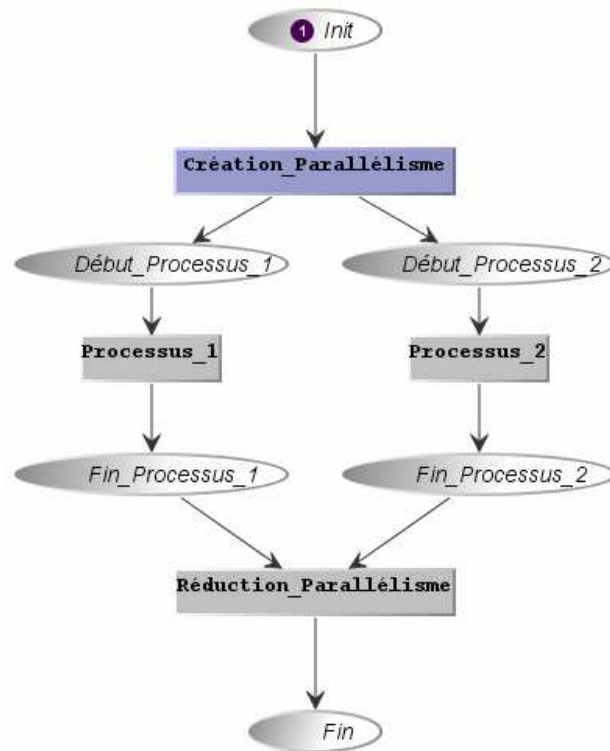 1 Init
Création_Parallélisme
Début_Processus_1 Début_Processus_2
Processus_1 Processus_2
Fin_Processus_1 Fin_Processus_2
Réduction_Parallélisme
Fin